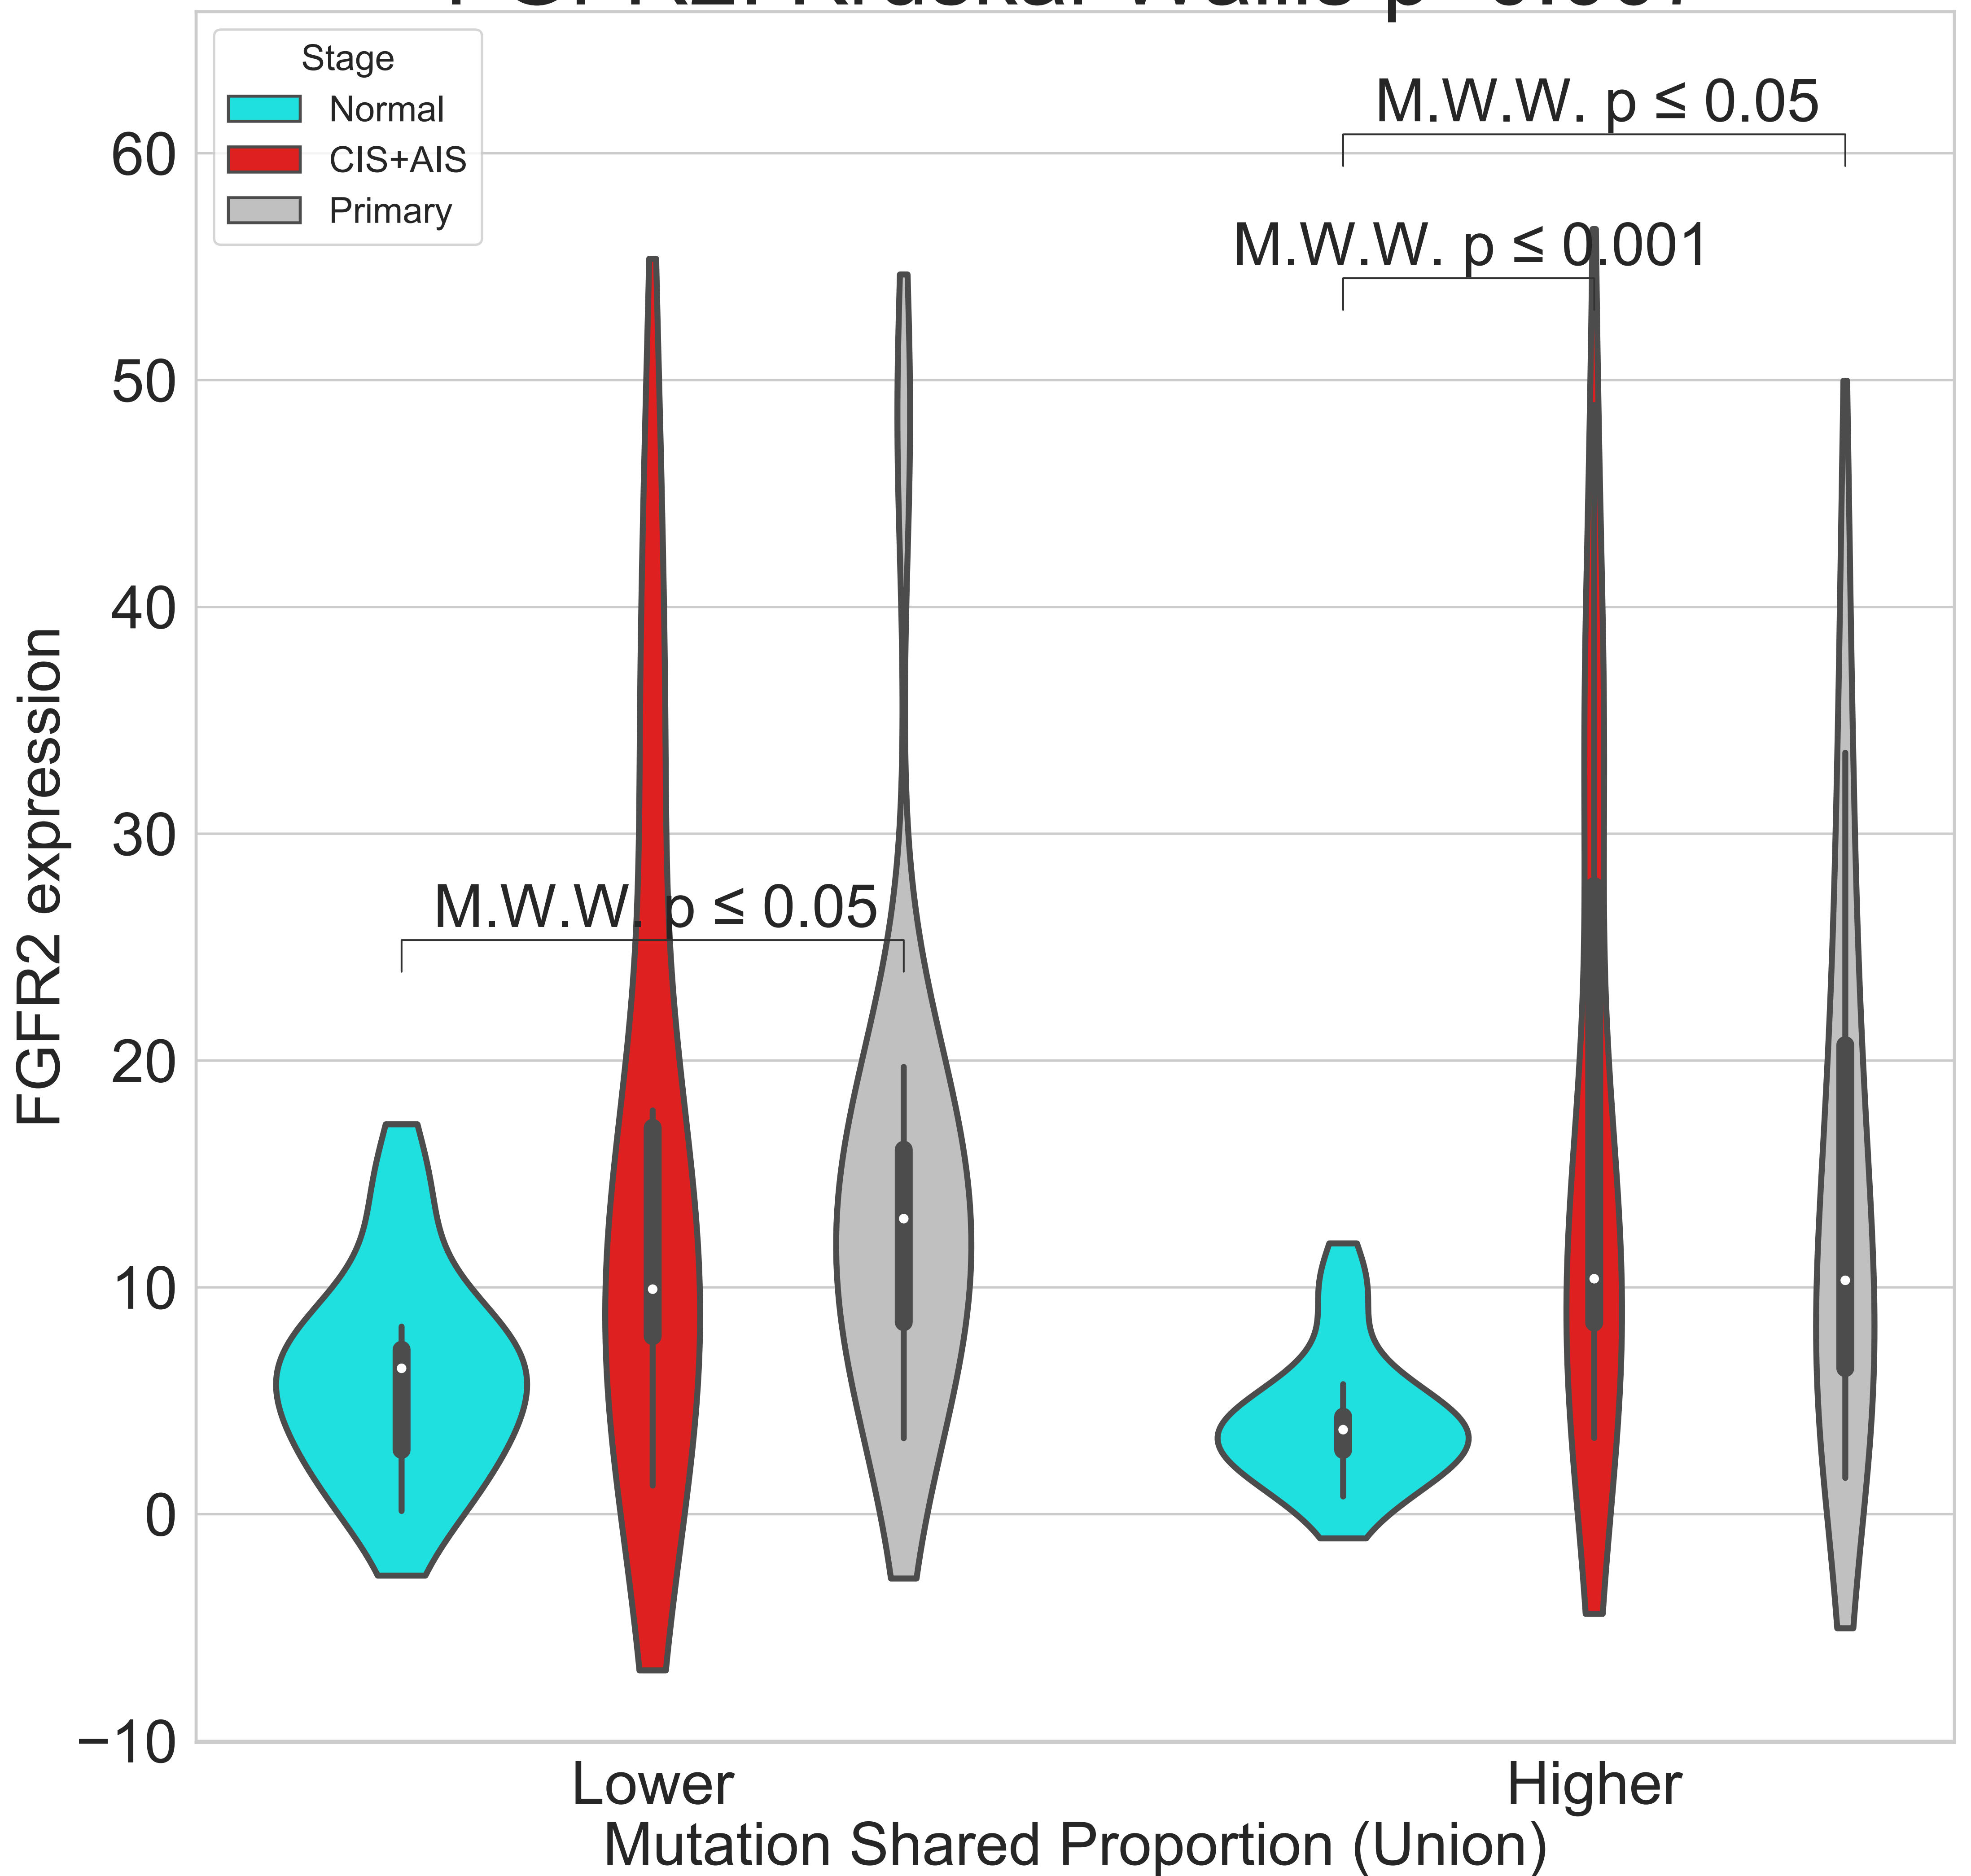 Stage
Normal
CIS+AIS
Primary
M.W.W. p ≤ 0.05
M.W.W. p ≤ 0.001
M.W.W. p ≤ 0.05
60
50
40
30
20
10
0
−10
FGFR2 expression
Lower
Higher
Mutation Shared Proportion (Union)